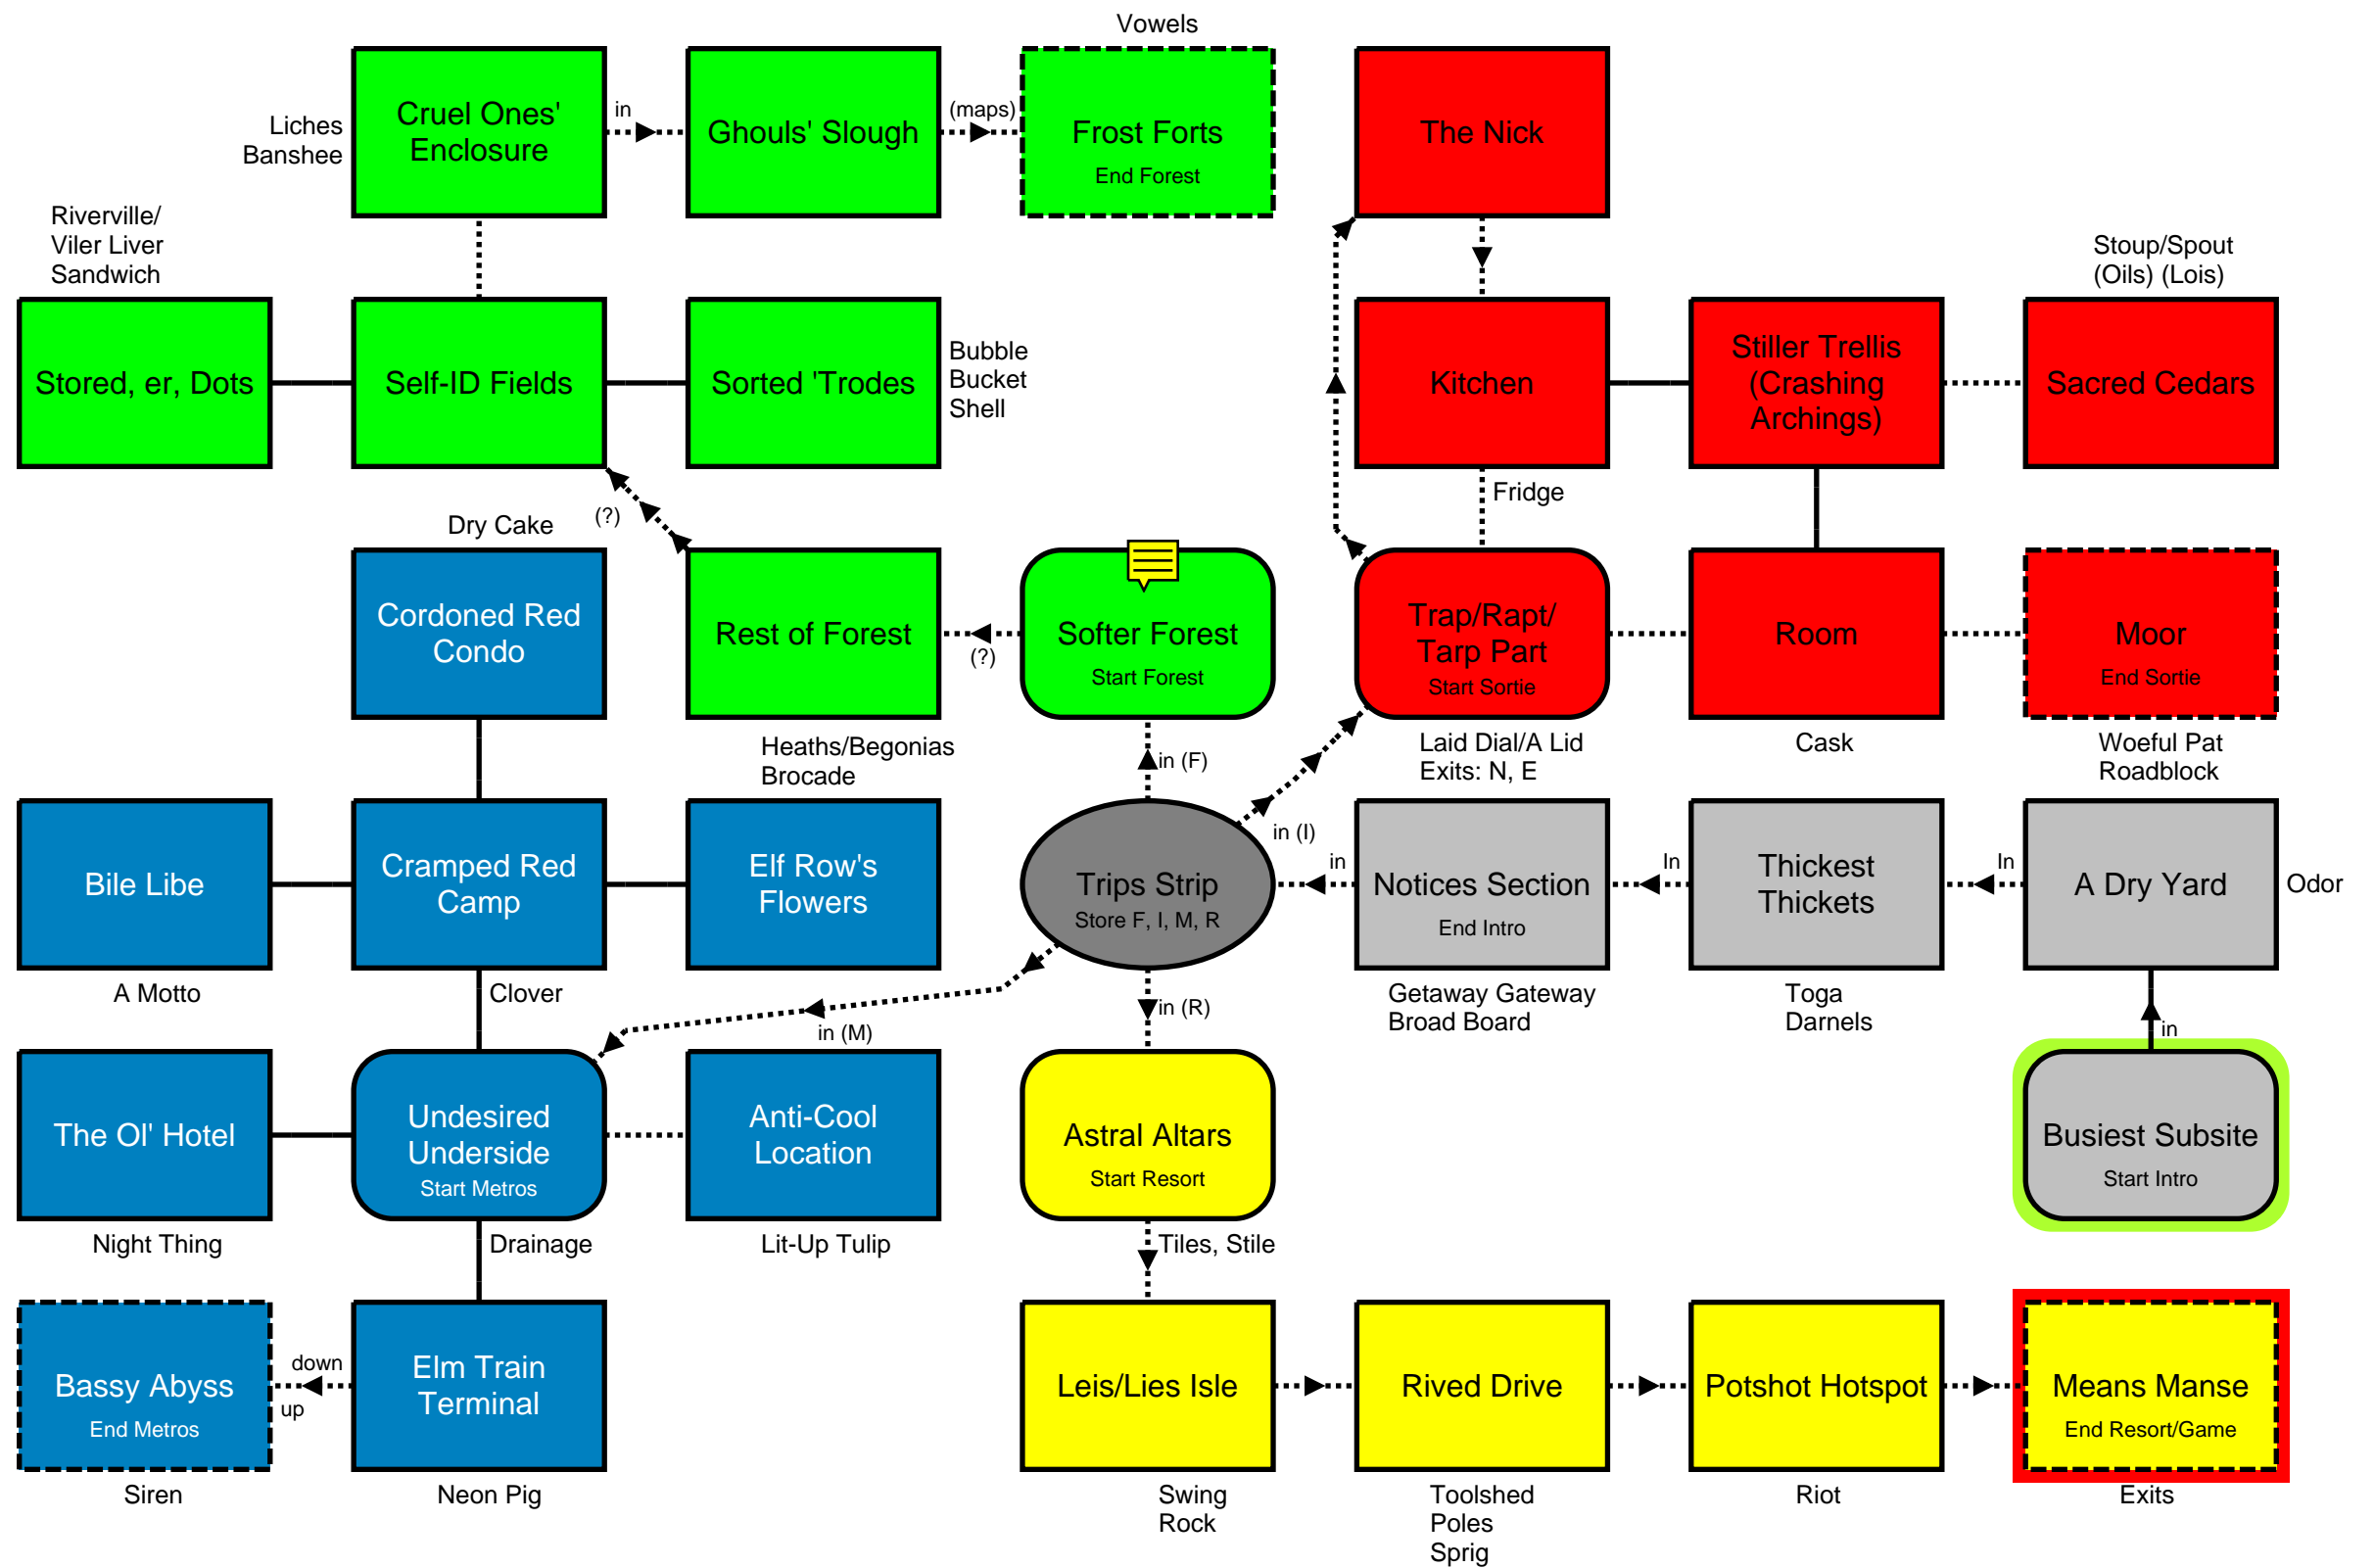 Vowels
Cruel Ones'
Enclosure
in
Ghouls' Slough
(maps)
Frost Forts
End Forest
The Nick
Liches
Banshee
Riverville/
Viler Liver
Sandwich
Stoup/Spout
(Oils) (Lois)
Stored, er, Dots
Self-ID Fields
Sorted 'Trodes
Bubble
Bucket
Shell
Kitchen
Stiller Trellis
(Crashing
Archings)
Sacred Cedars
Fridge
Dry Cake
(?)
Cordoned Red
Condo
Rest of Forest
(?)
Softer Forest
Start Forest
Trap/Rapt/
Tarp Part
Start Sortie
Room
Moor
End Sortie
Heaths/Begonias
Brocade
in (F)
Laid Dial/A Lid
Exits: N, E
Cask
Woeful Pat
Roadblock
in (I)
Bile Libe
Cramped Red
Camp
Elf Row's
Flowers
Trips Strip
Store F, I, M, R
in
Notices Section
End Intro
In
Thickest
Thickets
In
A Dry Yard
Odor
A Motto
Clover
in (M)
in (R)
Getaway Gateway
Broad Board
Toga
Darnels
in
The Ol' Hotel
Undesired
Underside
Start Metros
Anti-Cool
Location
Astral Altars
Start Resort
Busiest Subsite
Start Intro
Night Thing
Drainage
Lit-Up Tulip
Tiles, Stile
Bassy Abyss
End Metros
down
up
Elm Train
Terminal
Leis/Lies Isle
Rived Drive
Potshot Hotspot
Means Manse
End Resort/Game
Siren
Neon Pig
Swing
Rock
Toolshed
Poles
Sprig
Riot
Exits